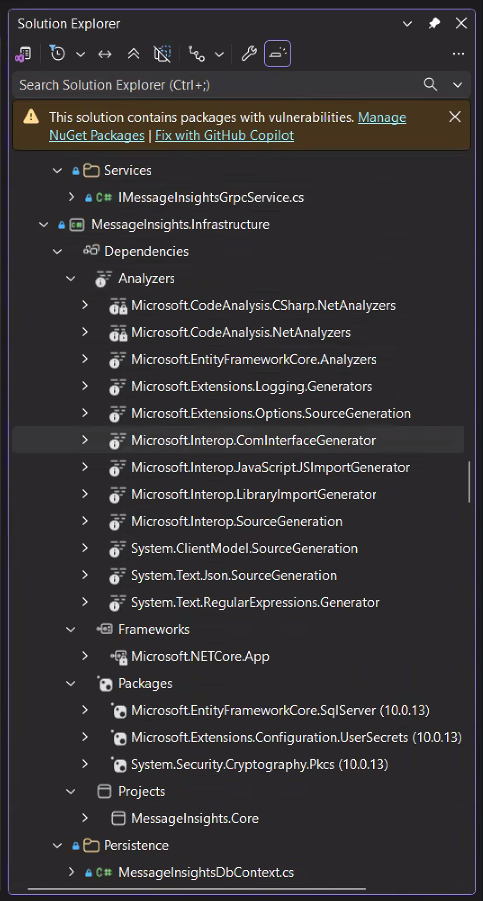 Solution Explorer
Search Solution Explorer (Ctrl+;)
This solution contains packages with vulnerabilities. Manage
NuGet Packages | Fix with GitHub Copilot
Services
C# IMessageInsightsGrpcService.cs
MessageInsights.Infrastructure
Dependencies
Analyzers
Microsoft.CodeAnalysis.CSharp.NetAnalyzers
Microsoft.CodeAnalysis.NetAnalyzers
Microsoft.EntityFrameworkCore.Analyzers
Microsoft.Extensions.Logging.Generators
Microsoft.Extensions.Options.SourceGeneration
Microsoft.Interop.ComInterfaceGenerator
Microsoft.Interop.JavaScript.JSImportGenerator
Microsoft.Interop.LibraryImportGenerator
Microsoft.Interop.SourceGeneration
System.ClientModel.SourceGeneration
System.Text.Json.SourceGeneration
System.Text.RegularExpressions.Generator
Frameworks
Microsoft.NETCore.App
Packages
Microsoft.EntityFrameworkCore.SqlServer (10.0.13)
Microsoft.Extensions.Configuration.UserSecrets (10.0.13)
System.Security.Cryptography.Pkcs (10.0.13)
Projects
MessageInsights.Core
Persistence
C# MessageInsightsDbContext.cs